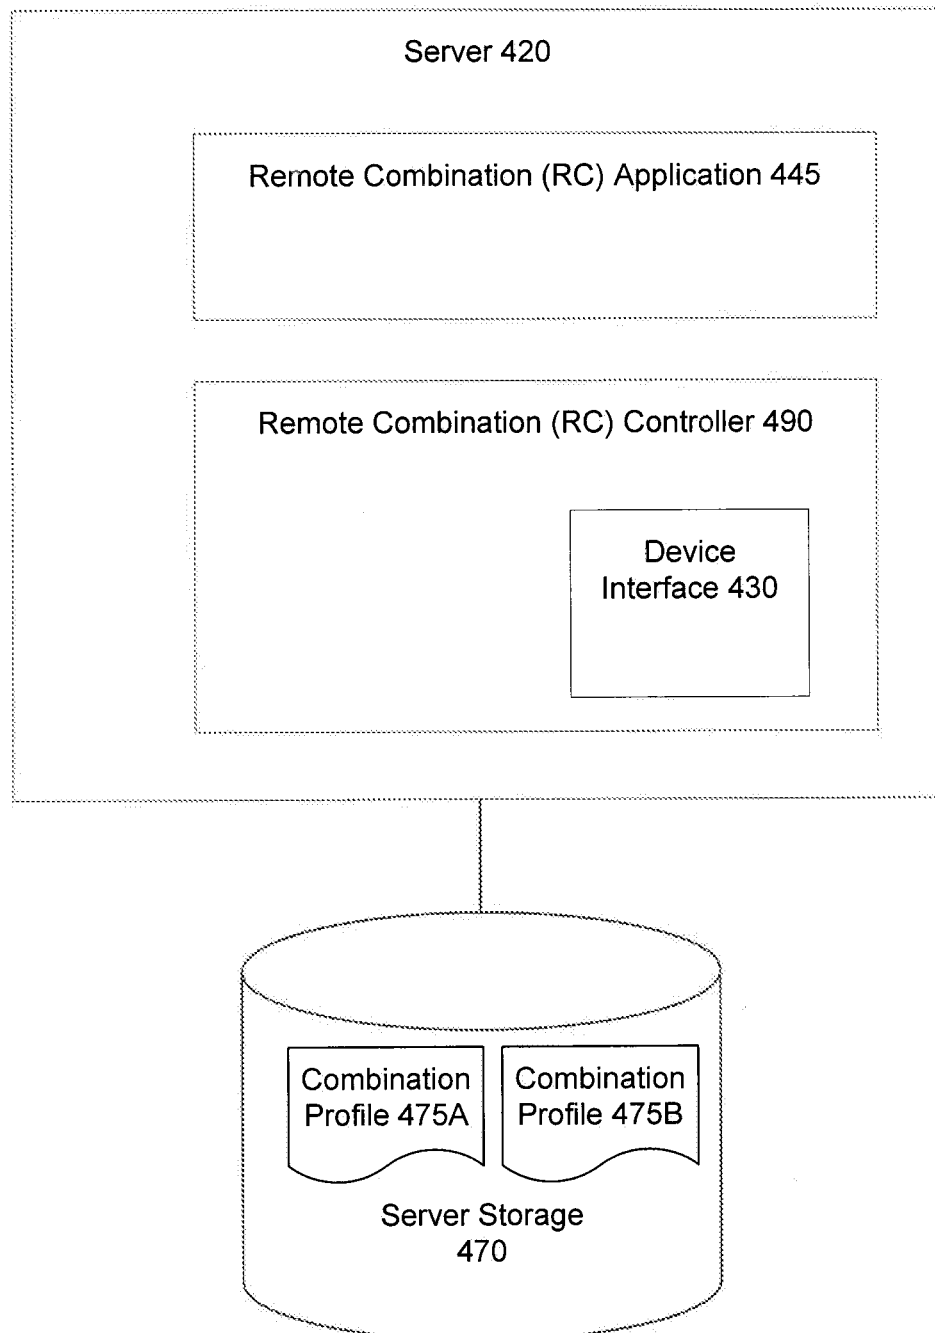 Server 420
Remote Combination (RC) Application 445
Remote Combination (RC) Controller 490
Device
Interface 430
Combination
Profile 475A
Combination
Profile 475B
Server Storage
470